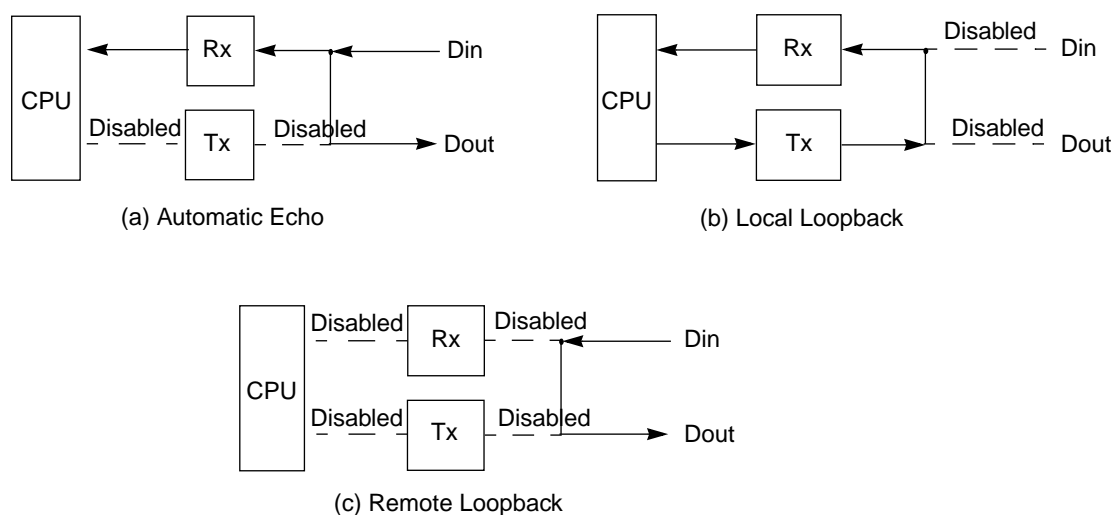 Rx
Din
CPU
Disabled
Tx
Disabled
Dout
(a) Automatic Echo
Rx
Disabled
Din
CPU
Tx
Disabled
Dout
(b) Local Loopback
Disabled
Rx
Disabled
Din
CPU
Disabled
Tx
Disabled
Dout
(c) Remote Loopback